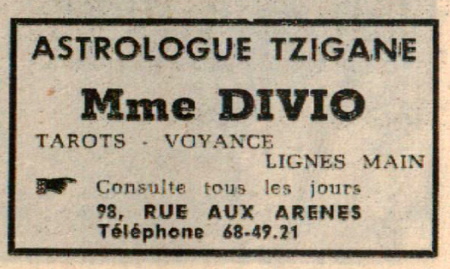 ASTROLOGUE TZIGANE
Mme DIVIO
TAROTS - VOYANCE
LIGNES MAIN
Consulte tous les jours
98, RUE AUX ARENES
Téléphone 68-49.21